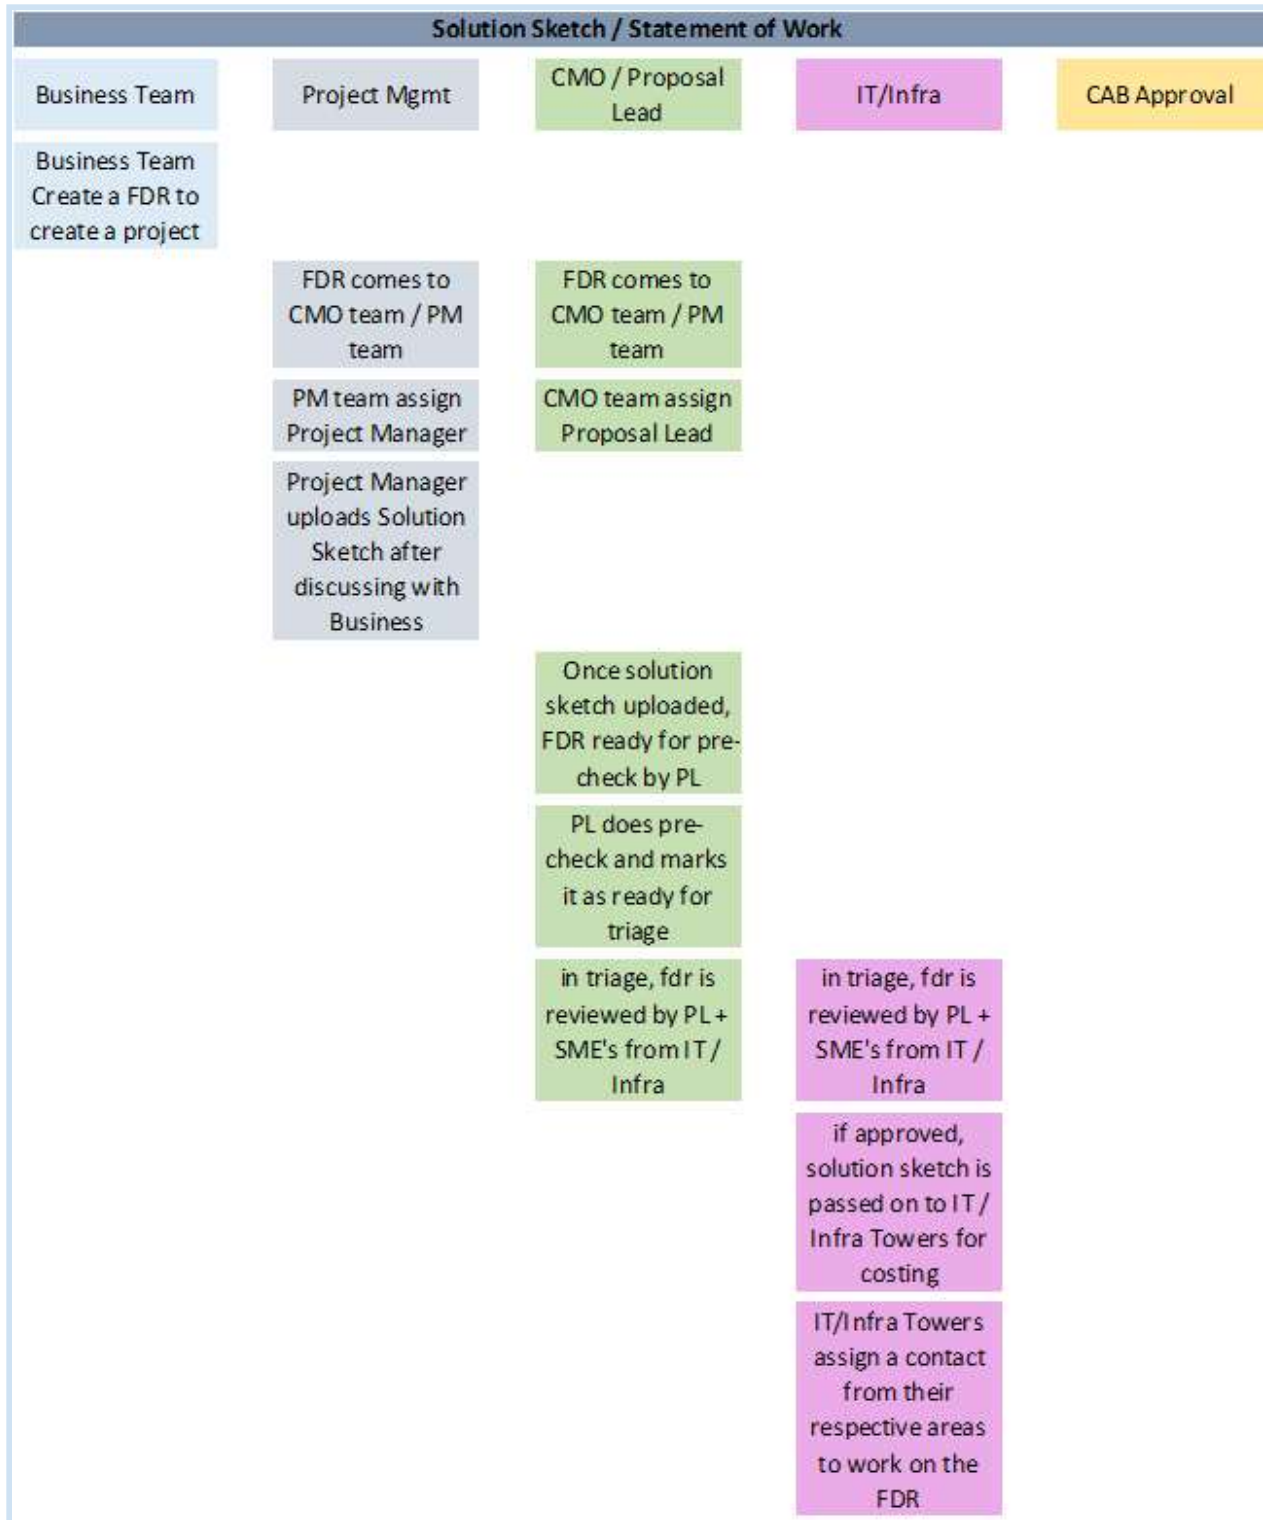 Solution Sketch / Statement of Work
Business Team
Project Mgmt
CMO / Proposal
Lead
IT/Infra
CAB Approval
Business Team
Create a FDR to
create a project
FDR comes to
CMO team / PM
team
FDR comes to
CMO team / PM
team
PM team assign
Project Manager
CMO team assign
Proposal Lead
Project Manager
uploads Solution
Sketch after
discussing with
Business
Once solution
sketch uploaded,
FDR ready for pre-
check by PL
PL does pre-
check and marks
it as ready for
triage
in triage, fdr is
reviewed by PL +
SME's from IT /
Infra
in triage, fdr is
reviewed by PL +
SME's from IT /
Infra
if approved,
solution sketch is
passed on to IT /
Infra Towers for
costing
IT/Infra Towers
assign a contact
from their
respective areas
to work on the
FDR